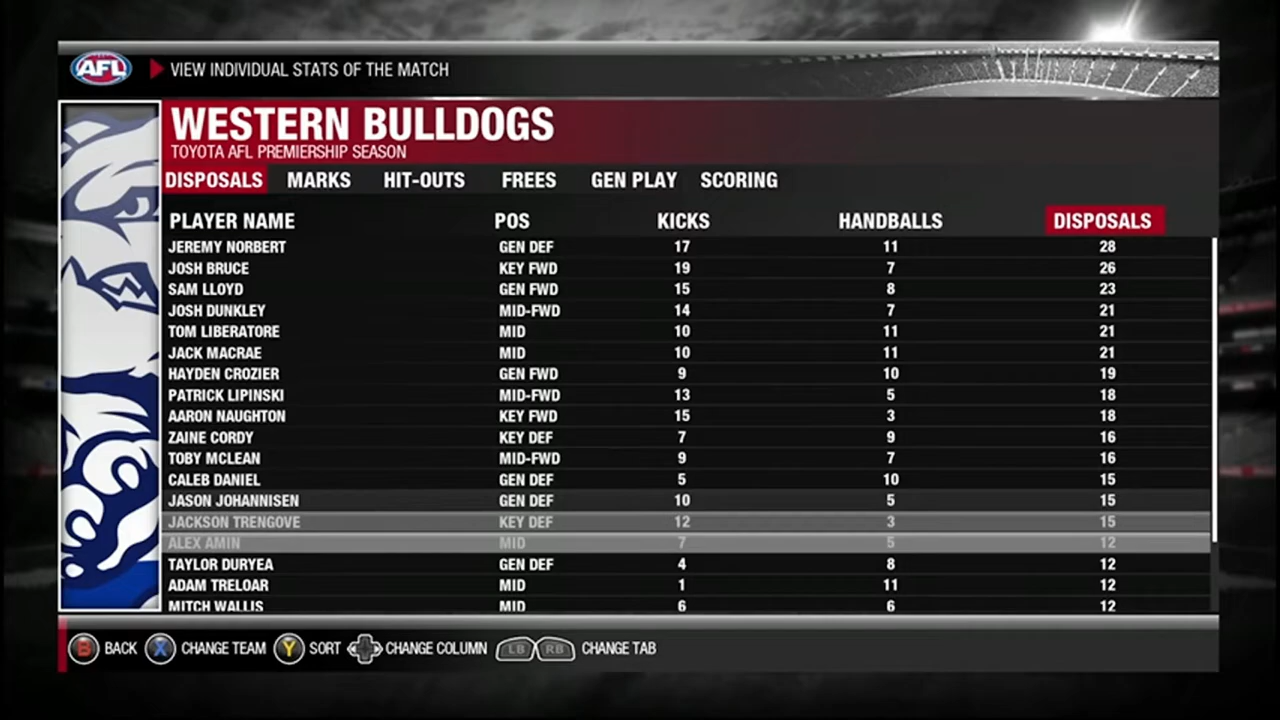 AFL VIEW INDIVIDUAL STATS OF THE MATCH
WESTERN BULLDOGS
TOYOTA AFL PREMIERSHIP SEASON
DISPOSALS MARKS HIT-OUTS FREES GEN PLAY SCORING
PLAYER NAME POS KICKS HANDBALLS DISPOSALS
JEREMY NORBERT GEN DEF 17 11 28
JOSH BRUCE KEY FWD 19 7 26
SAM LLOYD GEN FWD 15 8 23
JOSH DUNKLEY MID-FWD 14 7 21
TOM LIBERATORE MID 10 11 21
JACK MACRAE MID 10 11 21
HAYDEN CROZIER GEN FWD 9 10 19
PATRICK LIPINSKI MID-FWD 13 5 18
AARON NAUGHTON KEY FWD 15 3 18
ZAINE CORDY KEY DEF 7 9 16
TOBY MCLEAN MID-FWD 9 7 16
CALEB DANIEL GEN DEF 5 10 15
JASON JOHANNISEN GEN DEF 10 5 15
JACKSON TRENGOVE KEY DEF 12 3 15
ALEX AMIN MID 7 5 12
TAYLOR DURYEA GEN DEF 4 8 12
ADAM TRELOAR MID 1 11 12
MITCH WALLIS MID 6 6 12
B BACK X CHANGE TEAM Y SORT CHANGE COLUMN LB RB CHANGE TAB